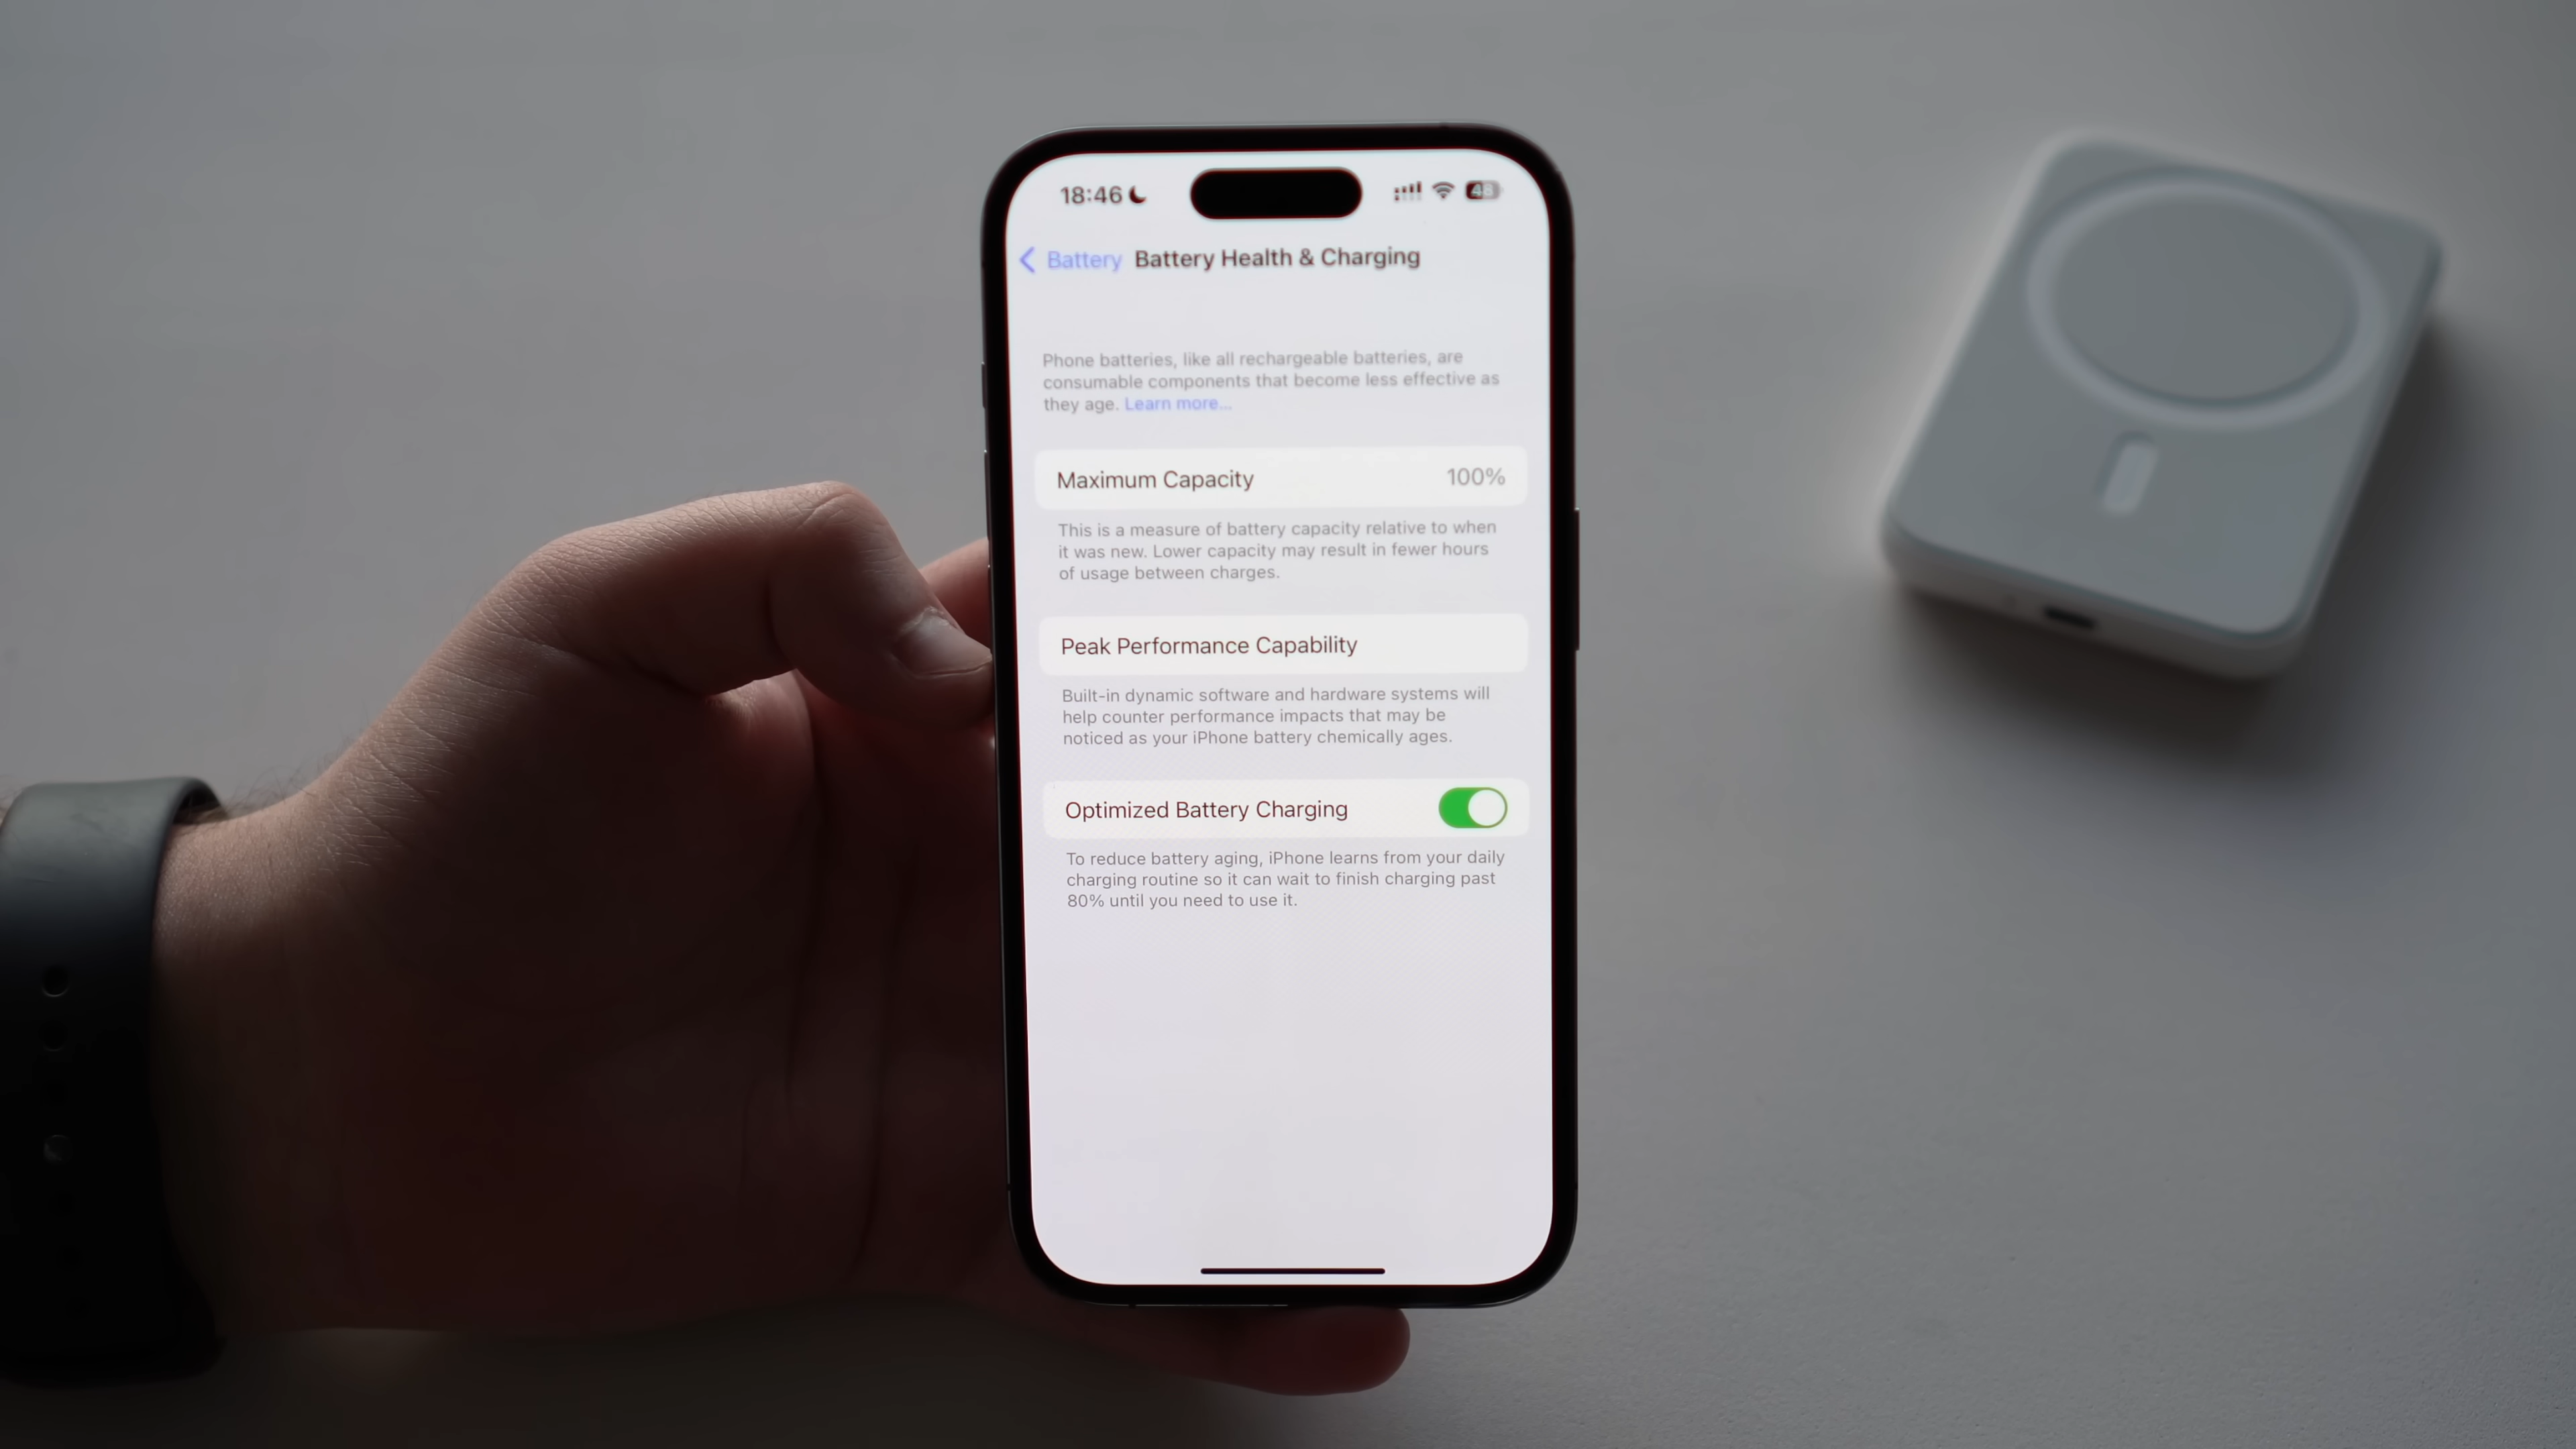 18:46
48
Battery Battery Health & Charging
Phone batteries, like all rechargeable batteries, are
consumable components that become less effective as
they age. Learn more...
Maximum Capacity 100%
This is a measure of battery capacity relative to when
it was new. Lower capacity may result in fewer hours
of usage between charges.
Peak Performance Capability
Built-in dynamic software and hardware systems will
help counter performance impacts that may be
noticed as your iPhone battery chemically ages.
Optimized Battery Charging
To reduce battery aging, iPhone learns from your daily
charging routine so it can wait to finish charging past
80% until you need to use it.